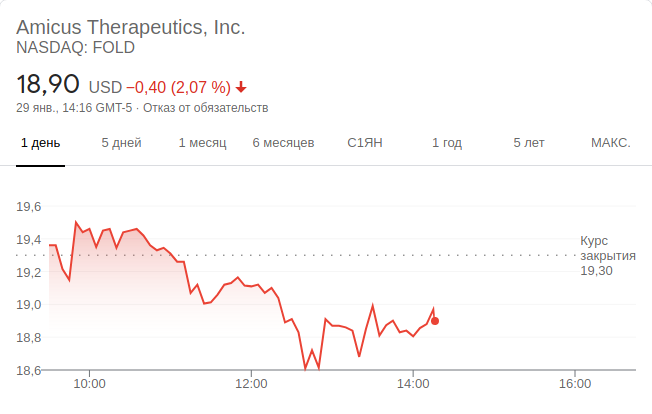 Amicus Therapeutics, Inc.
NASDAQ: FOLD
18,90 USD −0,40 (2,07 %)
29 янв., 14:16 GMT-5 · Отказ от обязательств
1 день 5 дней 1 месяц 6 месяцев С1ЯН 1 год 5 лет МАКС.
19,6
19,4
19,2
19,0
18,8
18,6
Курс
закрытия
19,30
10:00 12:00 14:00 16:00